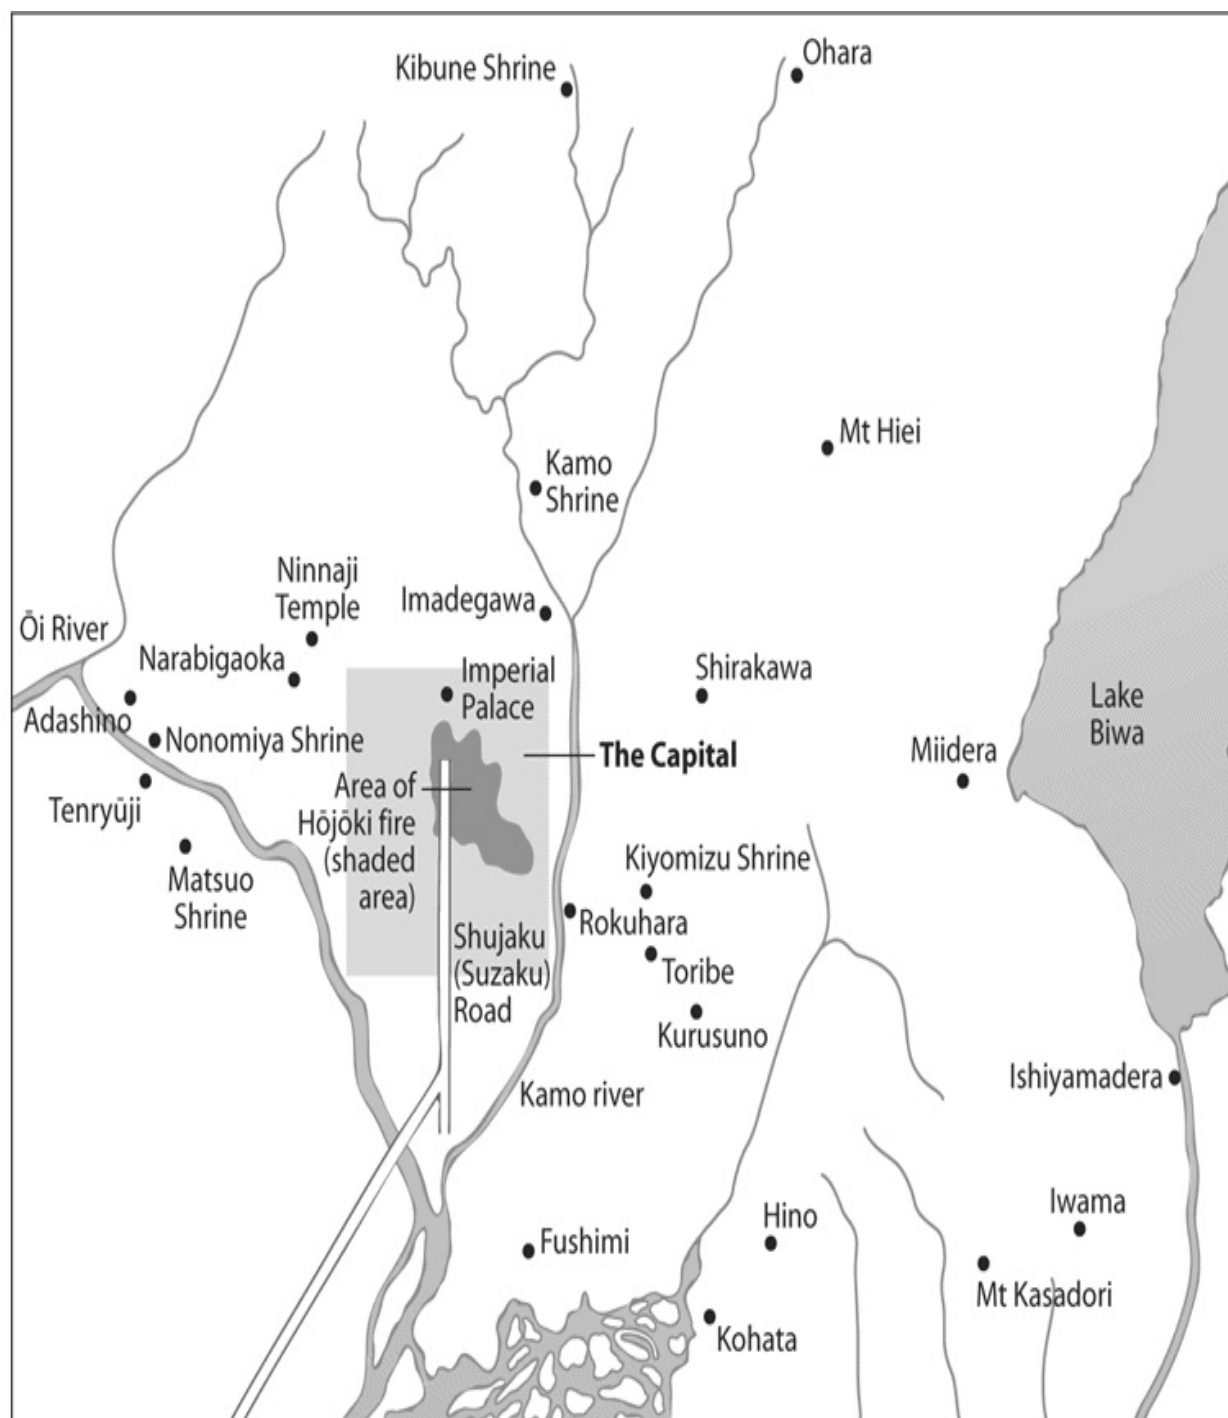 Ohara
Kibune Shrine
Mt Hiei
Kamo
Shrine
Ninnaji
Temple
Imadegawa
Ōi River
Narabigaoka
Imperial
Palace
Shirakawa
Lake
Biwa
Adashino
Nonomiya Shrine
The Capital
Miidera
Tenryūji
Area of
Hōjōki fire
(shaded
area)
Kiyomizu Shrine
Matsuo
Shrine
Rokuhara
Shujaku
(Suzaku)
Road
Toribe
Kurusuno
Ishiyamadera
Kamo river
Iwama
Hino
Fushimi
Mt Kasadori
Kohata